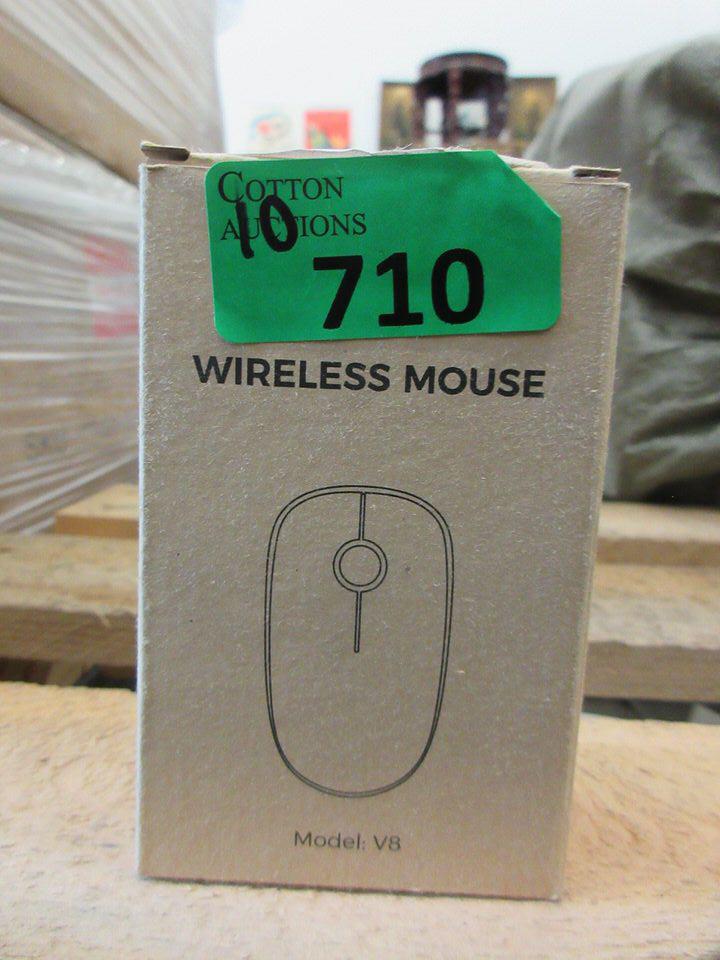 COTTON
AUCTIONS
10
710
WIRELESS MOUSE
Model: V8